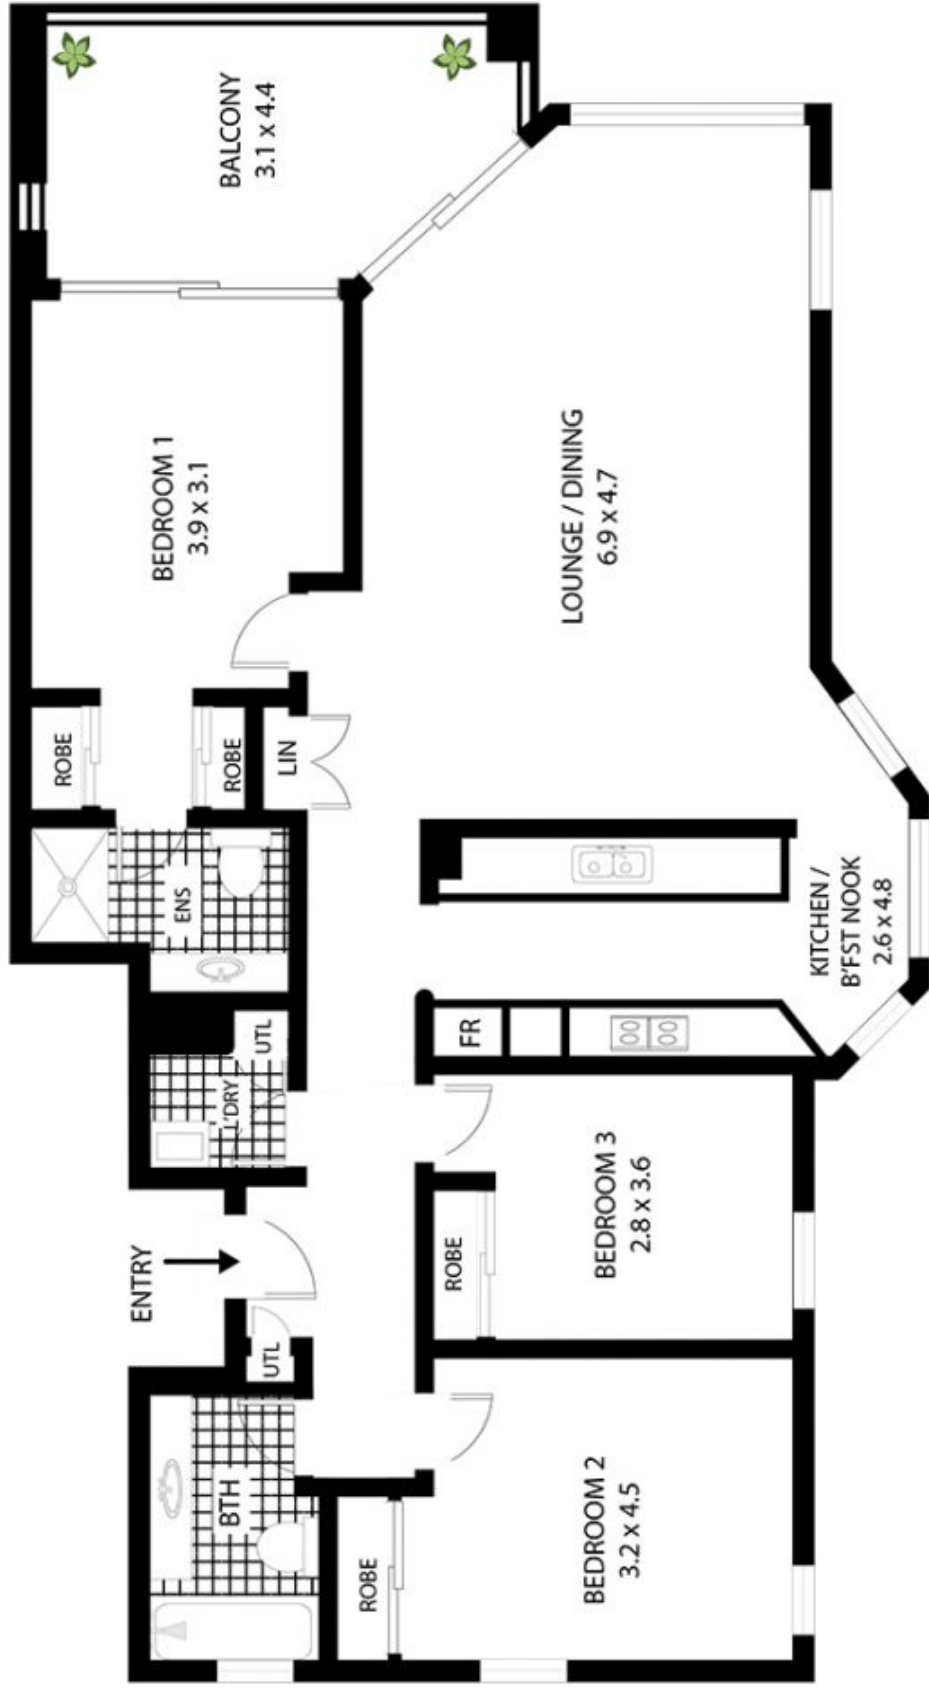 BALCONY
3.1 x 4.4
BEDROOM 1
3.9 x 3.1
LOUNGE / DINING
6.9 x 4.7
ROBE
ROBE
LIN
ENS
KITCHEN /
B'FST NOOK
2.6 x 4.8
UTL
L'DRY
FR
ENTRY
UTL
BEDROOM 3
2.8 x 3.6
ROBE
BTH
BEDROOM 2
3.2 x 4.5
ROBE